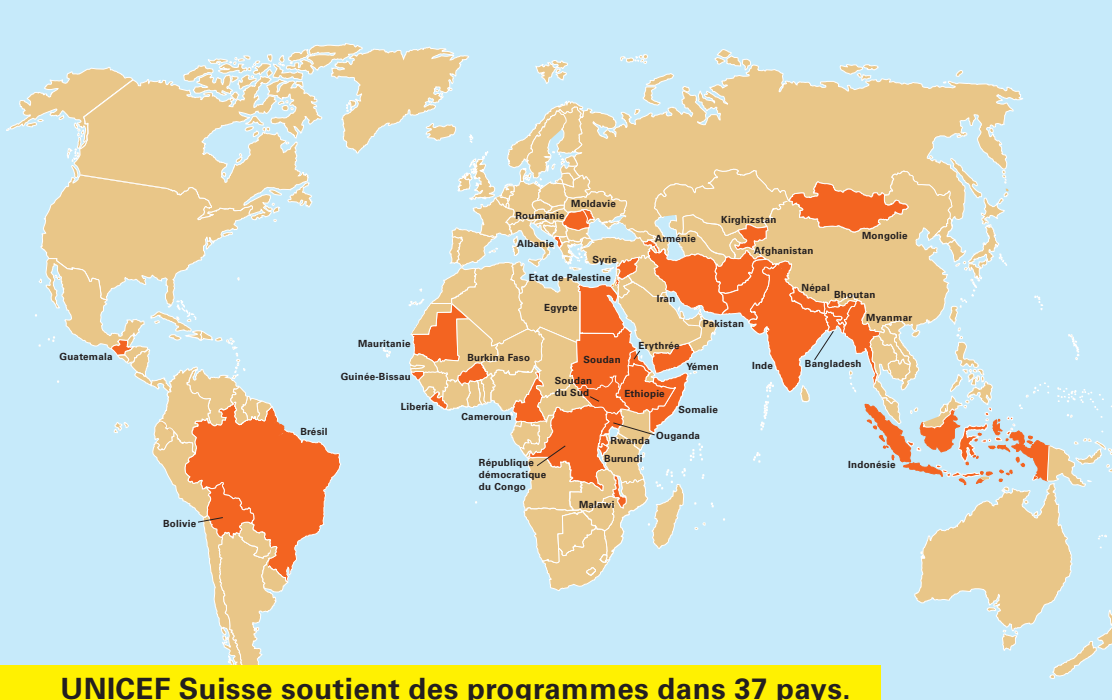 Moldavie
Roumanie
Albanie
Arménie
Kirghizstan
Mongolie
Afghanistan
Syrie
Etat de Palestine
Iran
Népal
Bhoutan
Egypte
Pakistan
Myanmar
Mauritanie
Burkina Faso
Erythrée
Soudan
Yémen
Inde
Bangladesh
Guatemala
Guinée-Bissau
Soudan
du Sud
Ethiopie
Liberia
Cameroun
Somalie
Brésil
Ouganda
Rwanda
Burundi
République
démocratique
du Congo
Indonésie
Malawi
Bolivie
UNICEF Suisse soutient des programmes dans 37 pays.